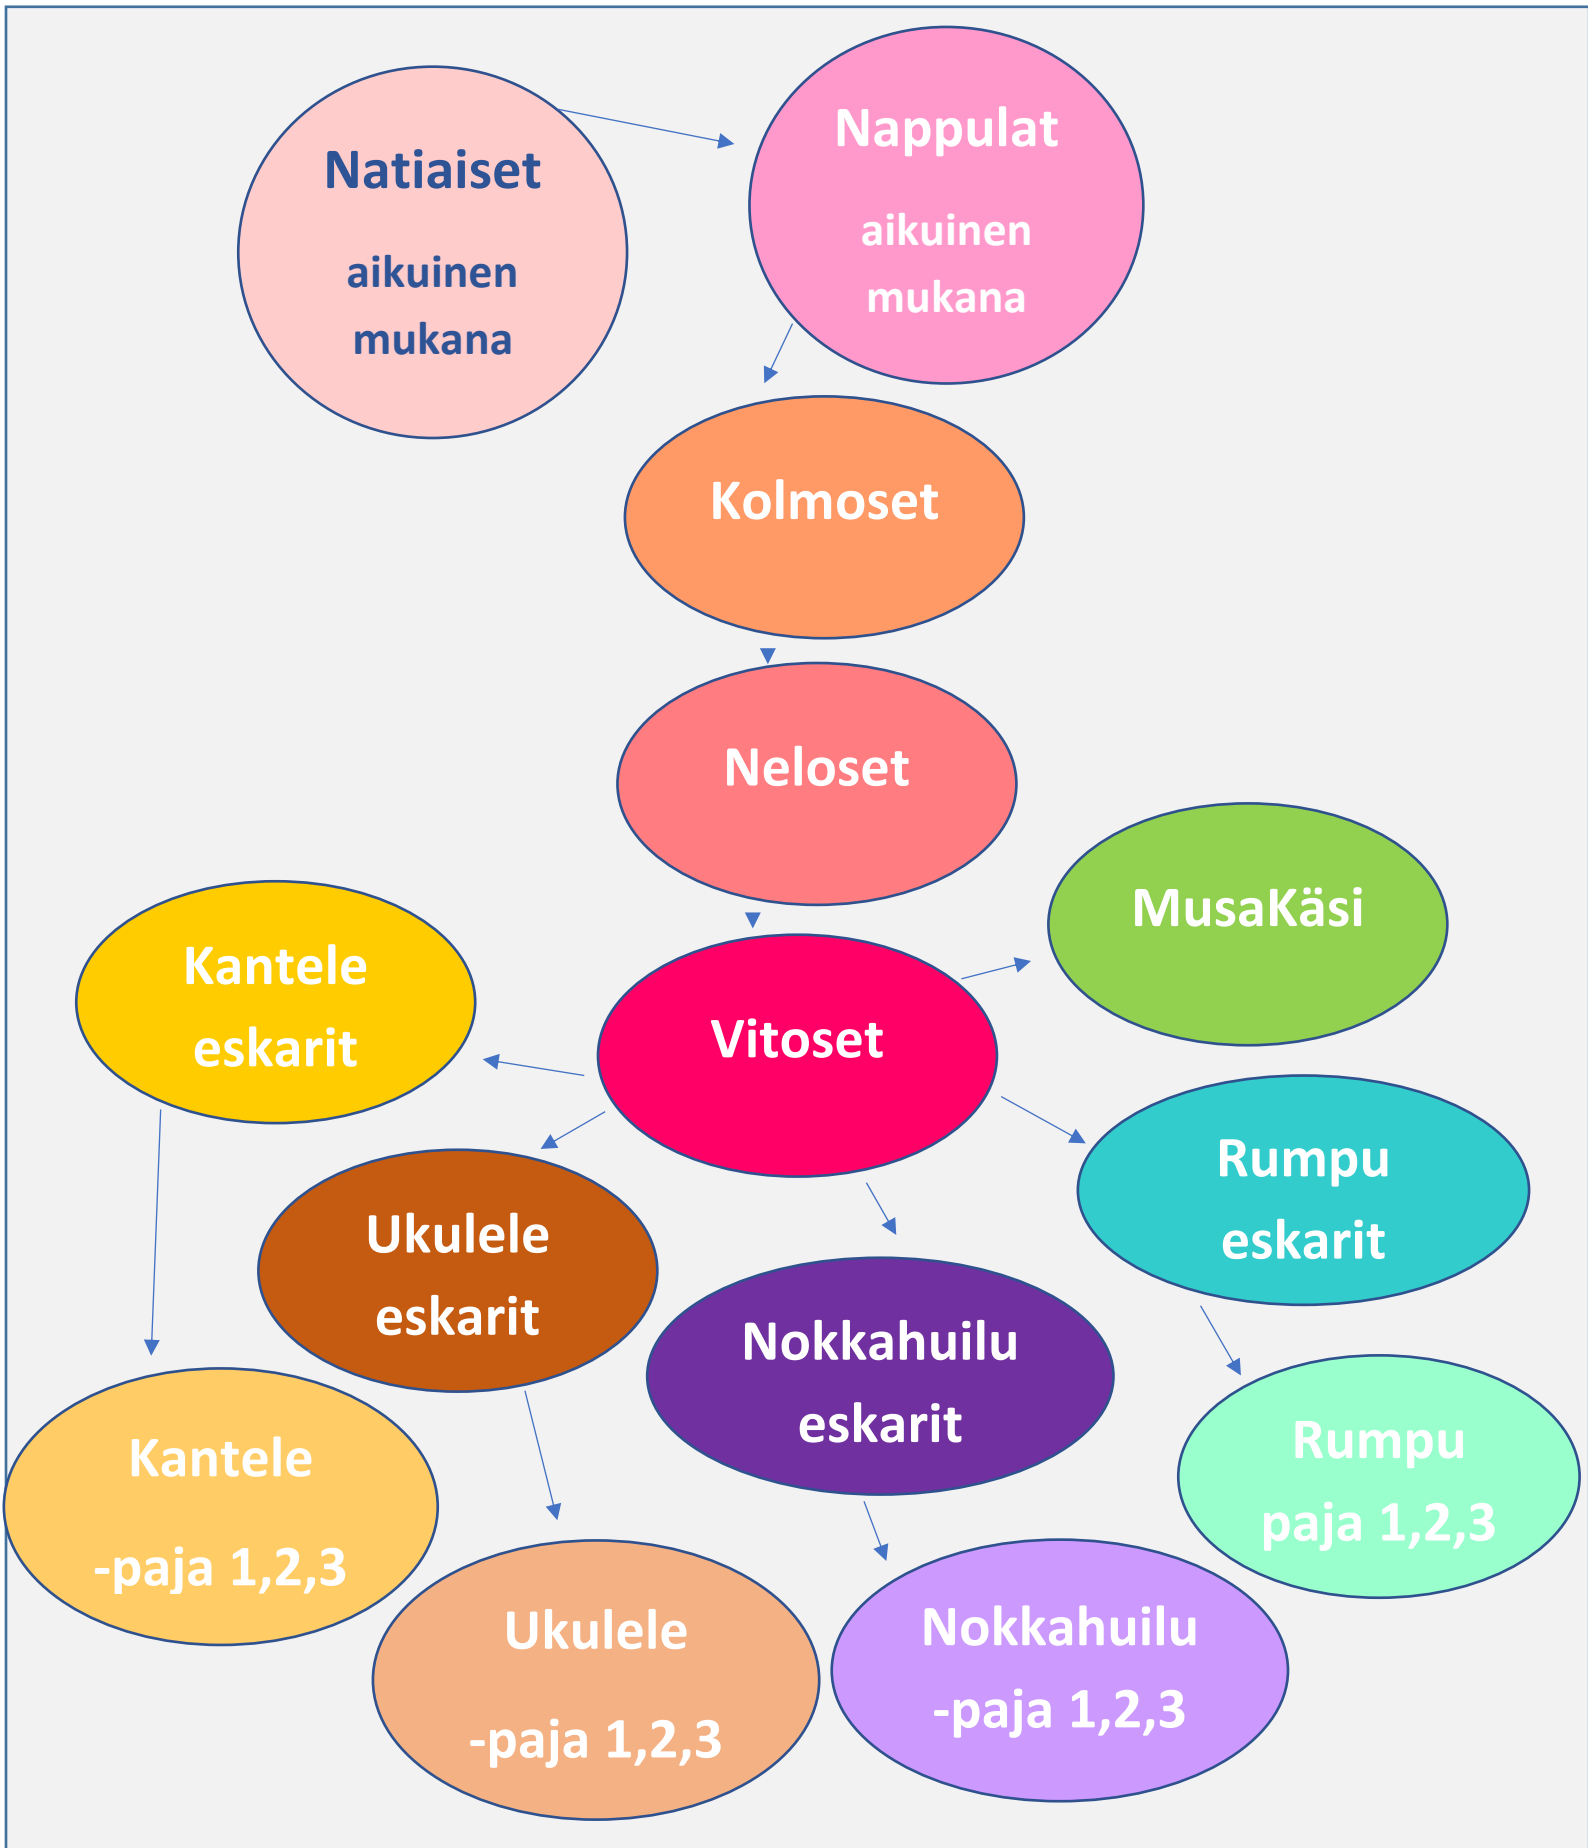 Natiaiset
aikuinen
mukana
Nappulat
aikuinen
mukana
Kolmoset
Neloset
MusaKäsi
Kantele
eskarit
Vitoset
Rumpu
eskarit
Ukulele
eskarit
Nokkahuilu
eskarit
Kantele
-paja 1,2,3
Rumpu
paja 1,2,3
Ukulele
-paja 1,2,3
Nokkahuilu
-paja 1,2,3